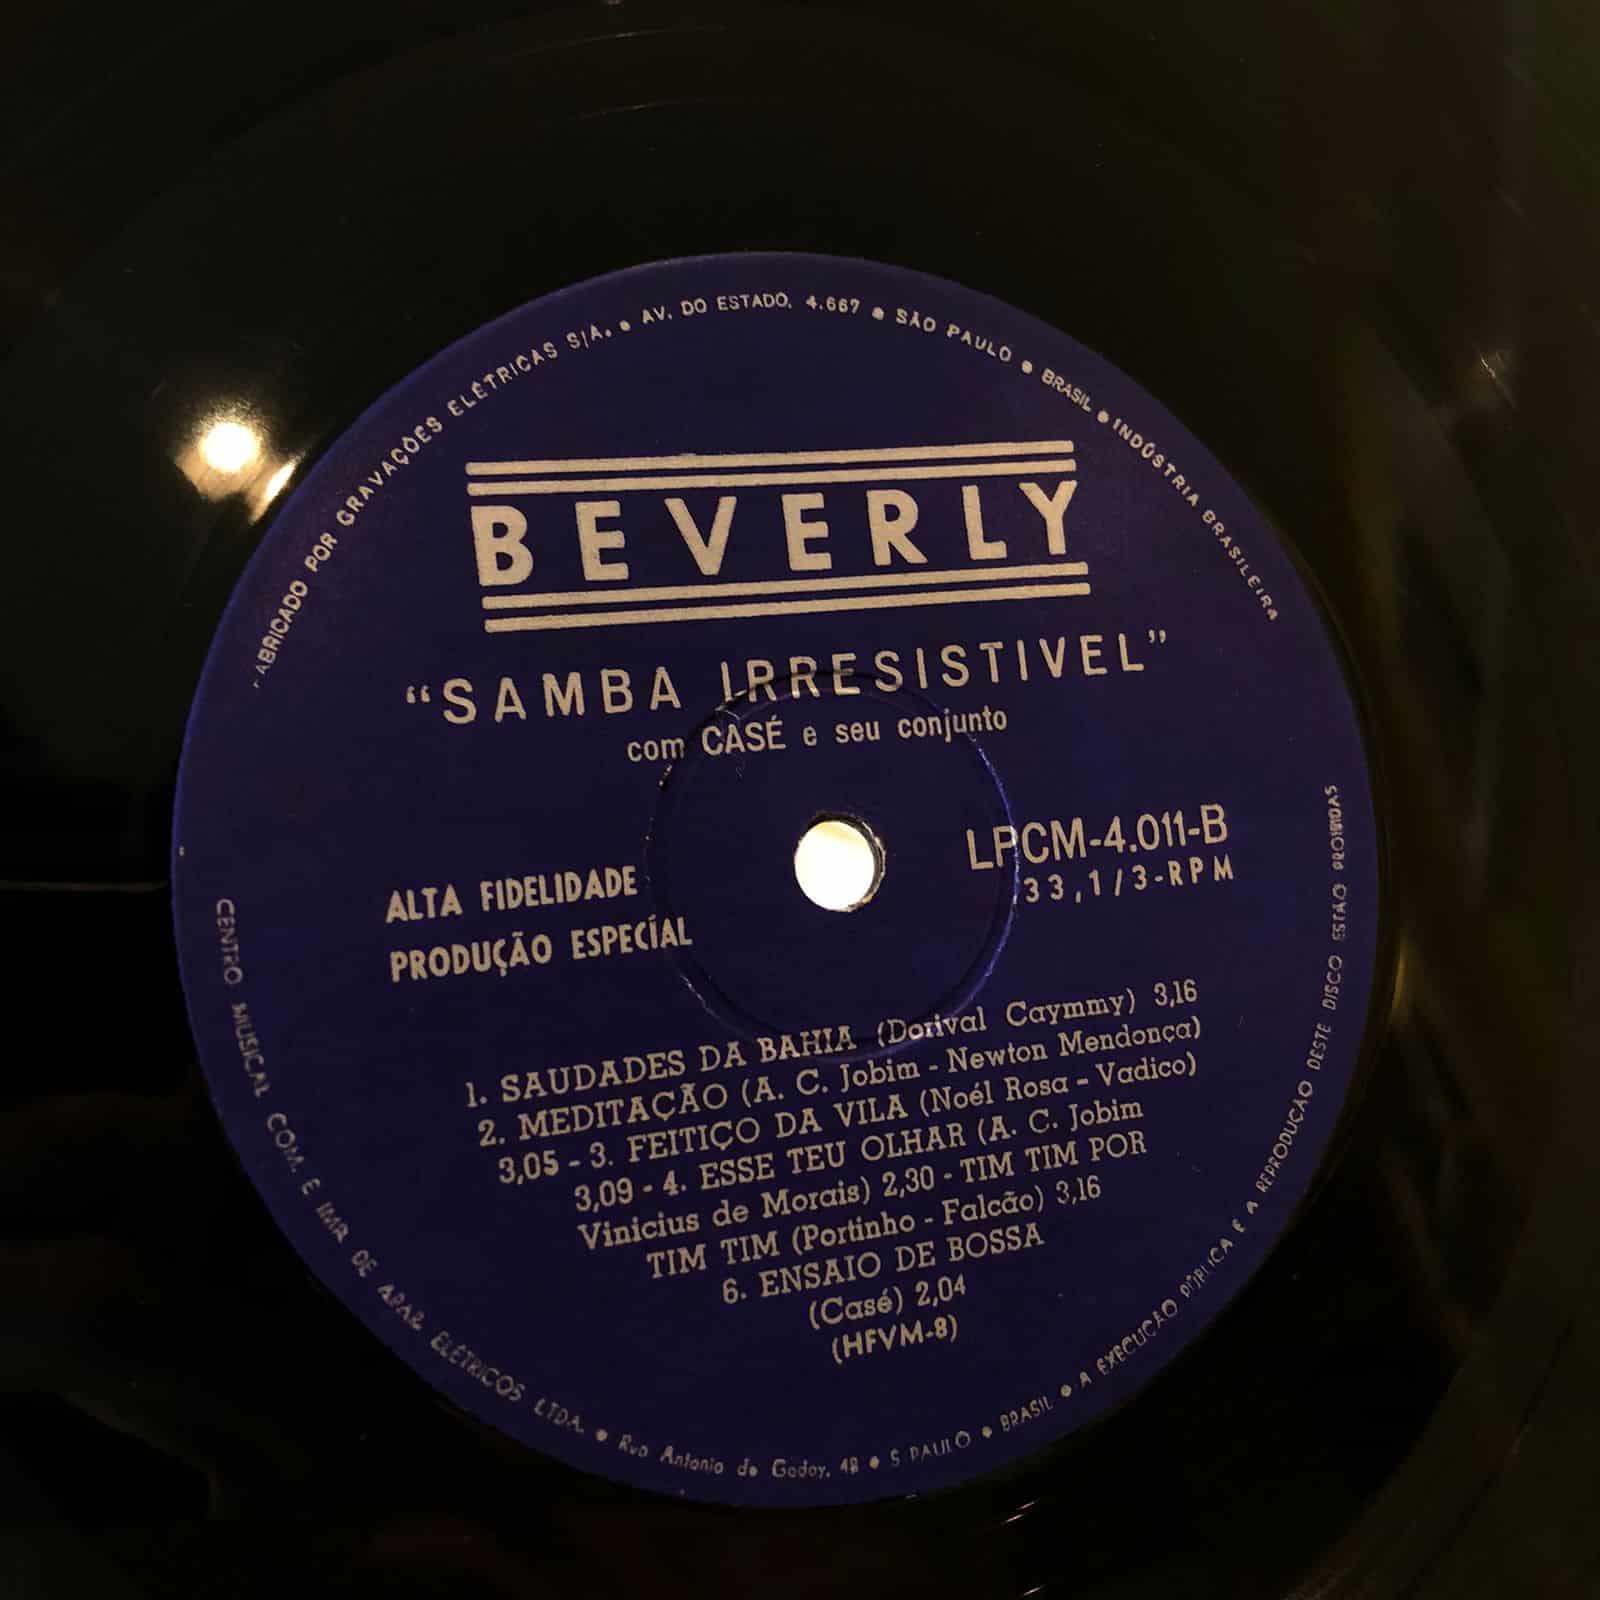 FABRICADO POR GRAVAÇÕES ELÉTRICAS S/A. • AV. DO ESTADO, 4.667 • SÃO PAULO • BRASIL • INDÚSTRIA BRASILEIRA
BEVERLY
“SAMBA IRRESISTIVEL”
com CASÉ e seu conjunto
LPCM-4.011-B
33,1/3-RPM
ALTA FIDELIDADE
PRODUÇÃO ESPECÍAL
1. SAUDADES DA BAHIA (Dorival Caymmy) 3,16
2. MEDITAÇÃO (A. C. Jobim - Newton Mendonça)
3,05 - 3. FEITIÇO DA VILA (Noél Rosa - Vadico)
3,09 - 4. ESSE TEU OLHAR (A. C. Jobim
Vinicius de Morais) 2,30 - TIM TIM POR
TIM TIM (Portinho - Falcão) 3,16
6. ENSAIO DE BOSSA
(Casé) 2,04
(HFVM-8)
CENTRO MUSICAL COM. E IMP. DE APAR. ELÉTRICOS LTDA. • Rua Antonio de Godoy, 48 • S. PAULO • BRASIL • A EXECUÇÃO PÚBLICA E A REPRODUÇÃO DESTE DISCO ESTÃO PROIBIDAS